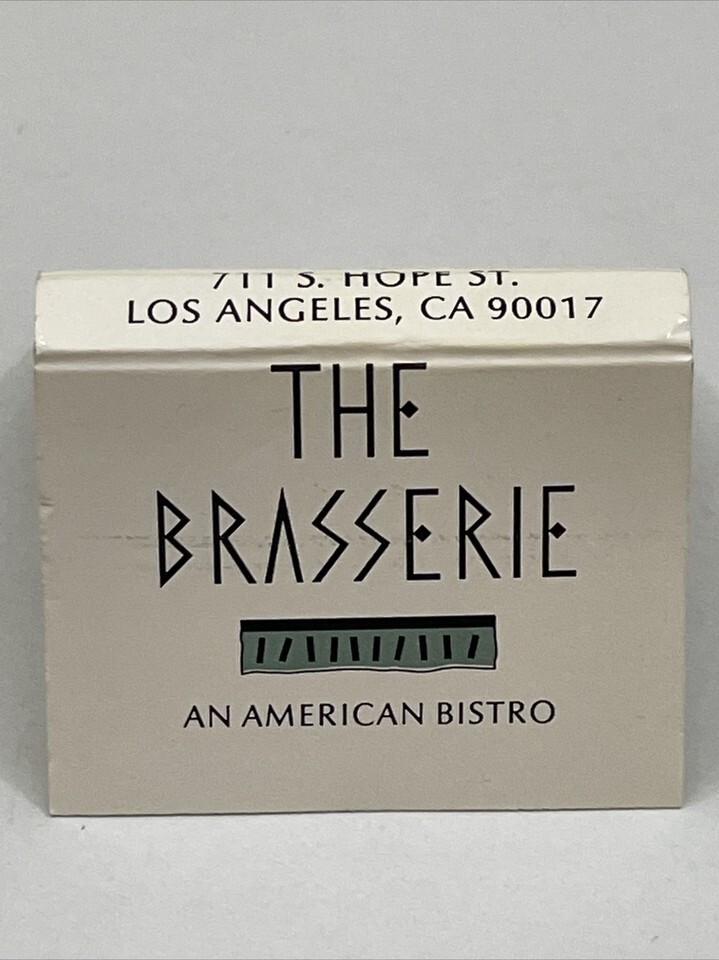 711 S. HOPE ST.
LOS ANGELES, CA 90017
THE
BRASSERIE
AN AMERICAN BISTRO